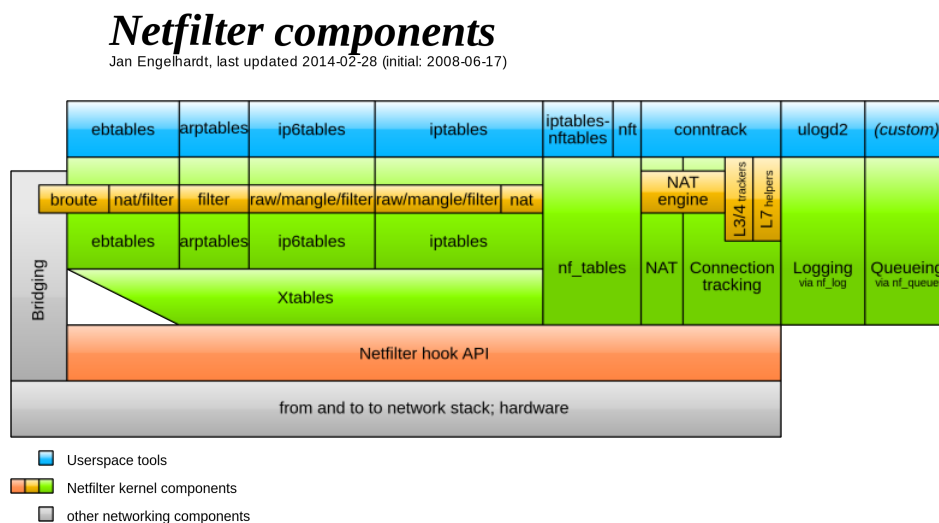 Netfilter components
Jan Engelhardt, last updated 2014-02-28 (initial: 2008-06-17)
ebtables
arptables
ip6tables
iptables
iptables-
nftables
nft
conntrack
ulogd2
(custom)
broute
nat/filter
filter
raw/mangle/filter
raw/mangle/filter
nat
NAT
engine
L3/4 trackers
L7 helpers
ebtables
arptables
ip6tables
iptables
Bridging
nf_tables
NAT
Connection
tracking
Logging
via nf_log
Queueing
via nf_queue
Xtables
Netfilter hook API
from and to to network stack; hardware
Userspace tools
Netfilter kernel components
other networking components